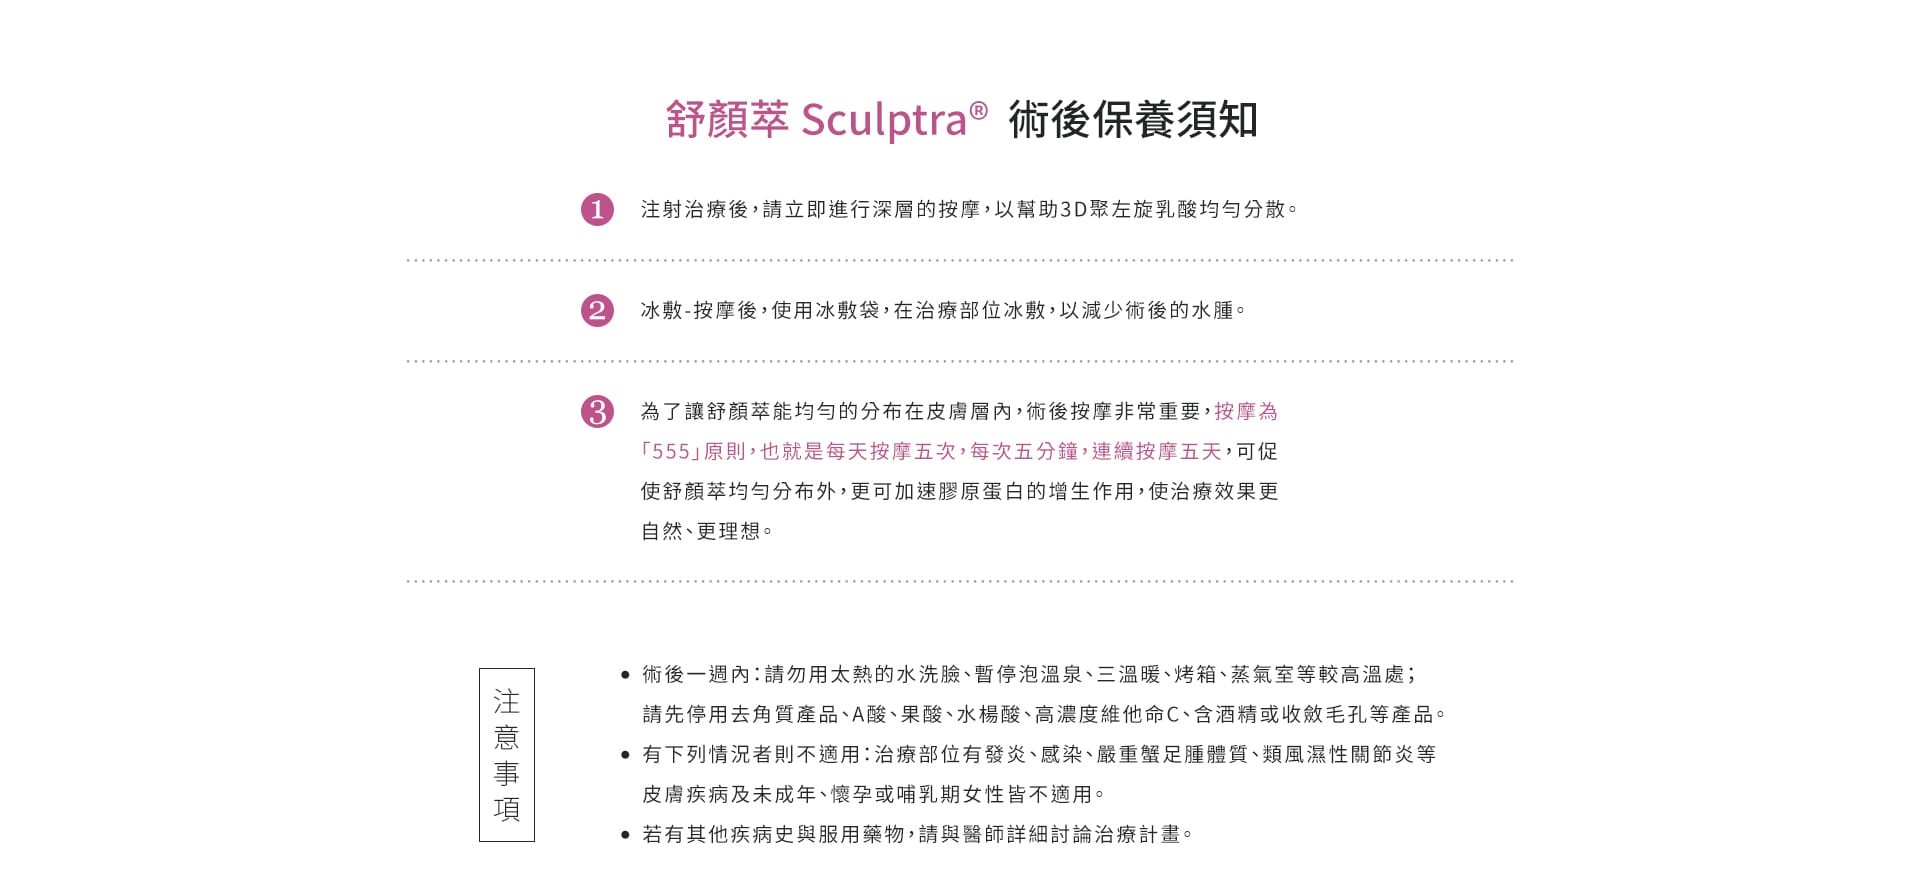 舒顏萃 Sculptra® 術後保養須知
1 注射治療後，請立即進行深層的按摩，以幫助3D聚左旋乳酸均勻分散。
2 冰敷-按摩後，使用冰敷袋，在治療部位冰敷，以減少術後的水腫。
3 為了讓舒顏萃能均勻的分布在皮膚層內，術後按摩非常重要，按摩為
「555」原則，也就是每天按摩五次，每次五分鐘，連續按摩五天，可促
使舒顏萃均勻分布外，更可加速膠原蛋白的增生作用，使治療效果更
自然、更理想。
注意事項
• 術後一週內：請勿用太熱的水洗臉、暫停泡溫泉、三溫暖、烤箱、蒸氣室等較高溫處；
請先停用去角質產品、A酸、果酸、水楊酸、高濃度維他命C、含酒精或收斂毛孔等產品。
• 有下列情況者則不適用：治療部位有發炎、感染、嚴重蟹足腫體質、類風濕性關節炎等
皮膚疾病及未成年、懷孕或哺乳期女性皆不適用。
• 若有其他疾病史與服用藥物，請與醫師詳細討論治療計畫。